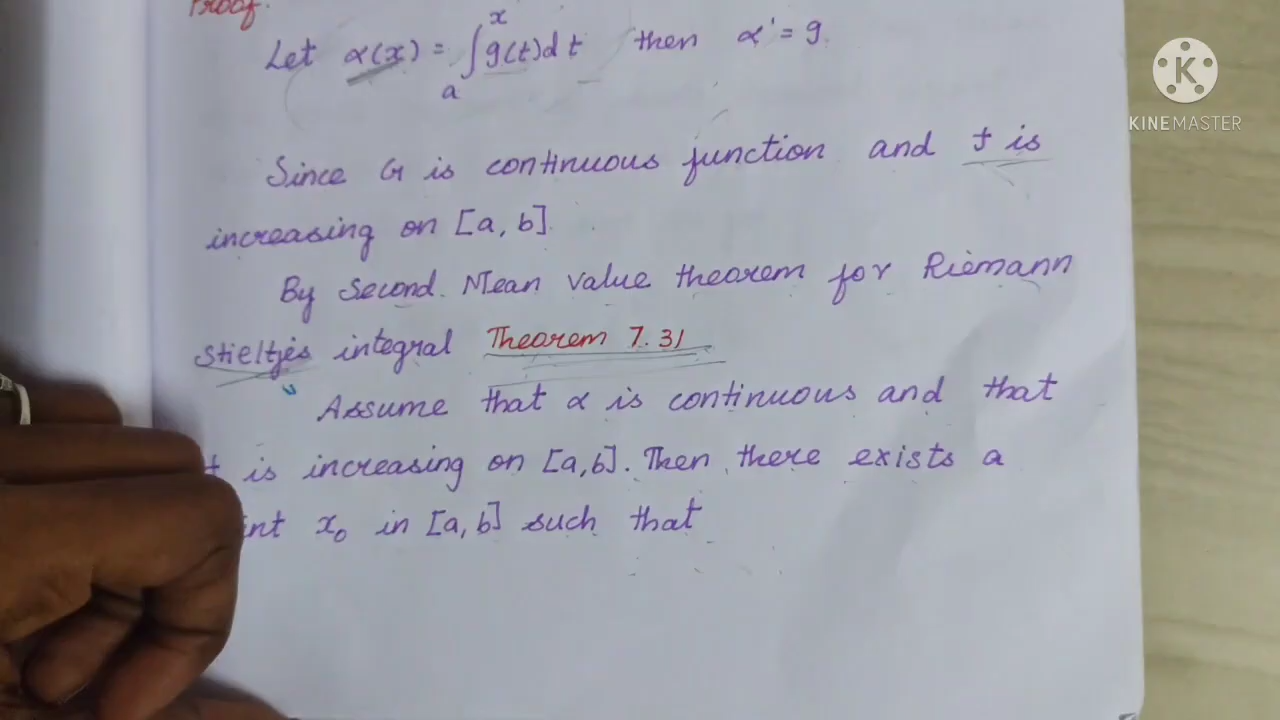 Proof.
Let α(x) = ∫ₐˣ g(t)dt then α' = g.
Since G is continuous function and f is
increasing on [a, b].
By Second Mean value theorem for Riemann
Stieltjes integral Theorem 7.31
Assume that α is continuous and that
f is increasing on [a,b]. Then there exists a
x₀ in [a,b] such that
KINEMASTER